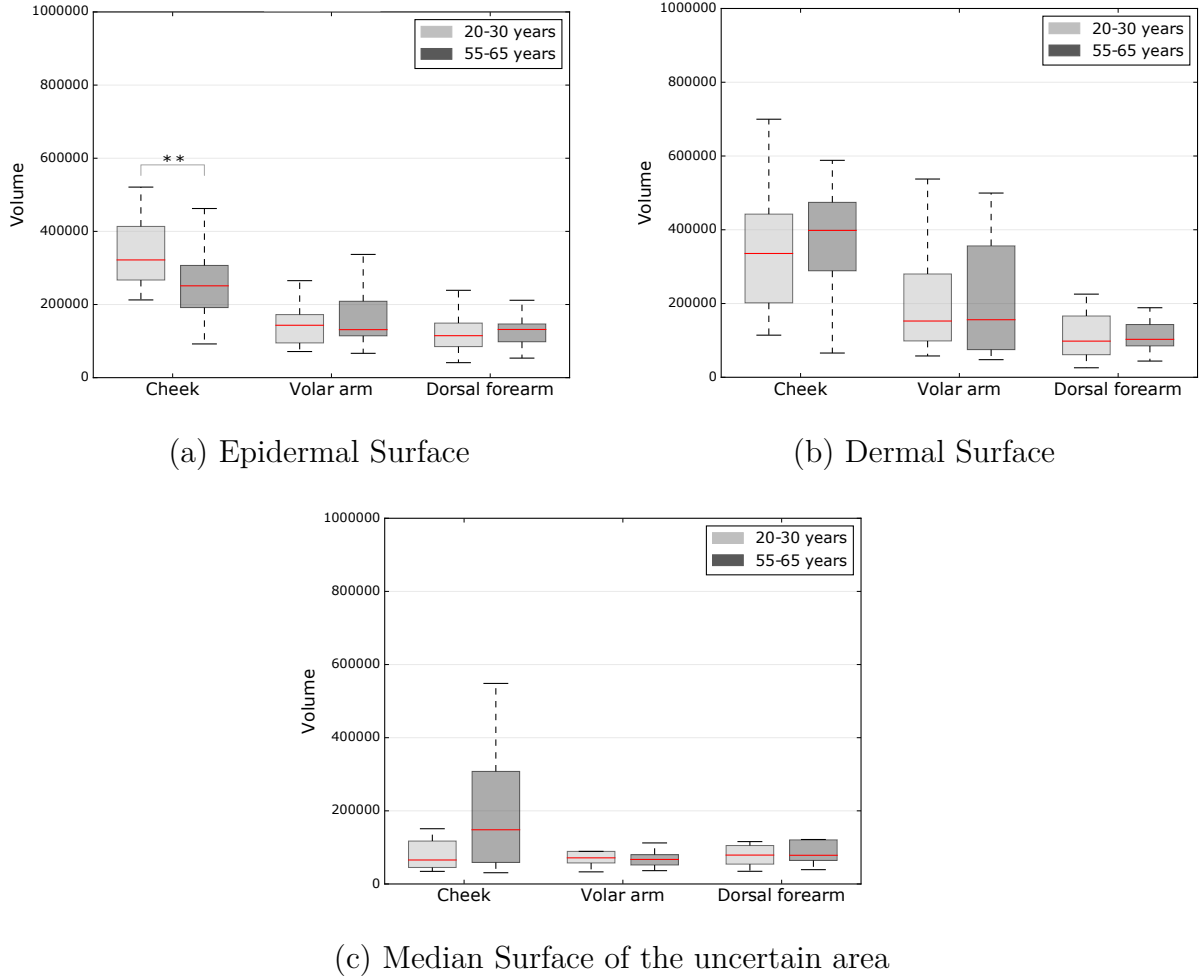 1000000
800000
600000
400000
200000
0
Volume
**
20-30 years
55-65 years
Cheek Volar arm Dorsal forearm
(a) Epidermal Surface
1000000
800000
600000
400000
200000
0
Volume
20-30 years
55-65 years
Cheek Volar arm Dorsal forearm
(b) Dermal Surface
1000000
800000
600000
400000
200000
0
Volume
20-30 years
55-65 years
Cheek Volar arm Dorsal forearm
(c) Median Surface of the uncertain area